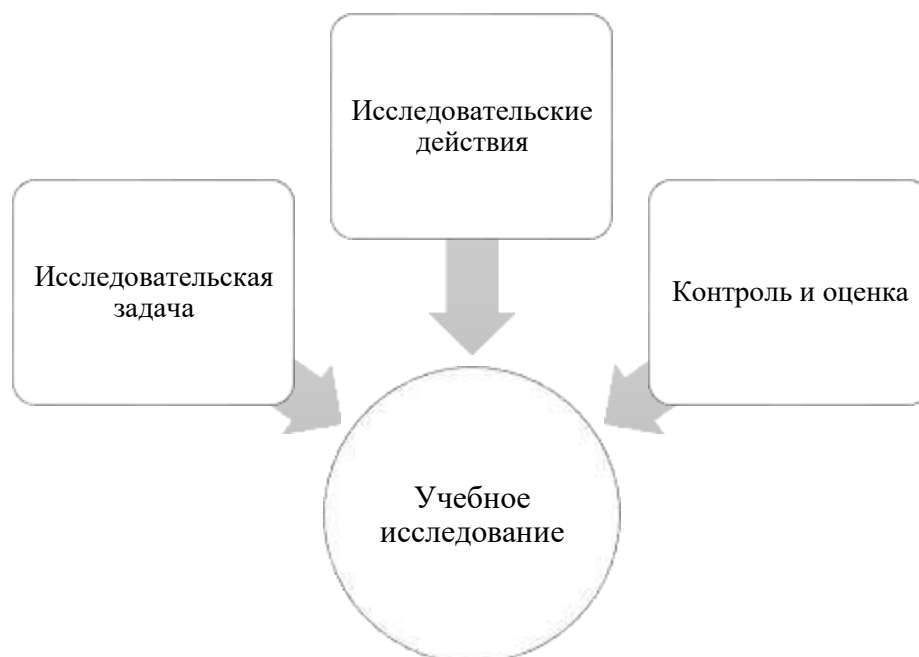 Исследовательские
действия
Исследовательская
задача
Контроль и оценка
Учебное
исследование